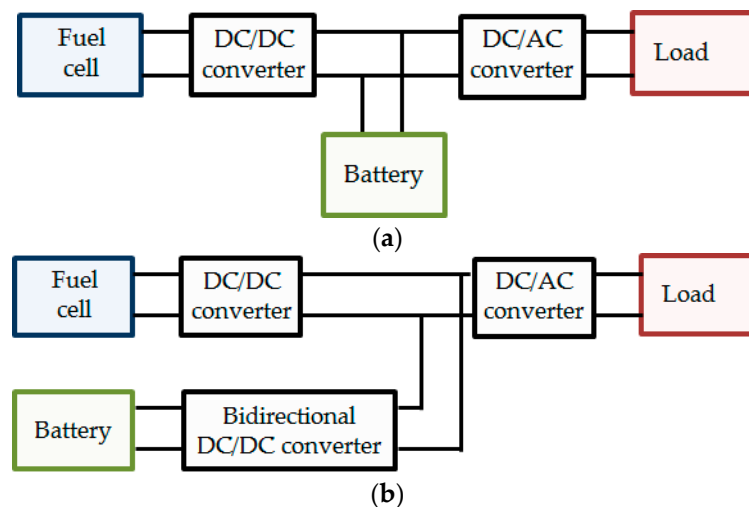 Fuel
cell
DC/DC
converter
DC/AC
converter
Load
Battery
(a)
Fuel
cell
DC/DC
converter
DC/AC
converter
Load
Battery
Bidirectional
DC/DC converter
(b)